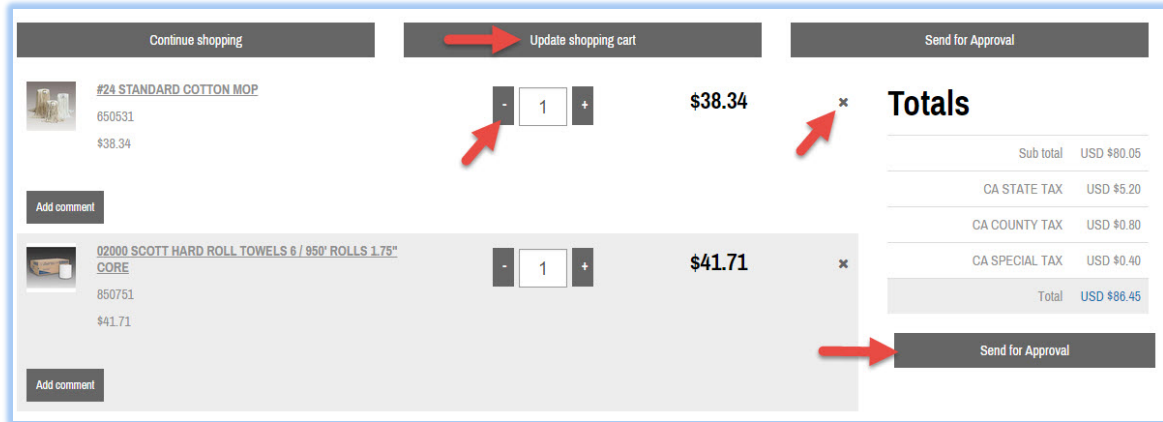 Continue shopping
Update shopping cart
Send for Approval
#24 STANDARD COTTON MOP
650531
$38.34
- 1 +
$38.34
×
Add comment
02000 SCOTT HARD ROLL TOWELS 6 / 950' ROLLS 1.75"
CORE
850751
$41.71
- 1 +
$41.71
×
Add comment
Totals
Sub total USD $80.05
CA STATE TAX USD $5.20
CA COUNTY TAX USD $0.80
CA SPECIAL TAX USD $0.40
Total USD $86.45
Send for Approval